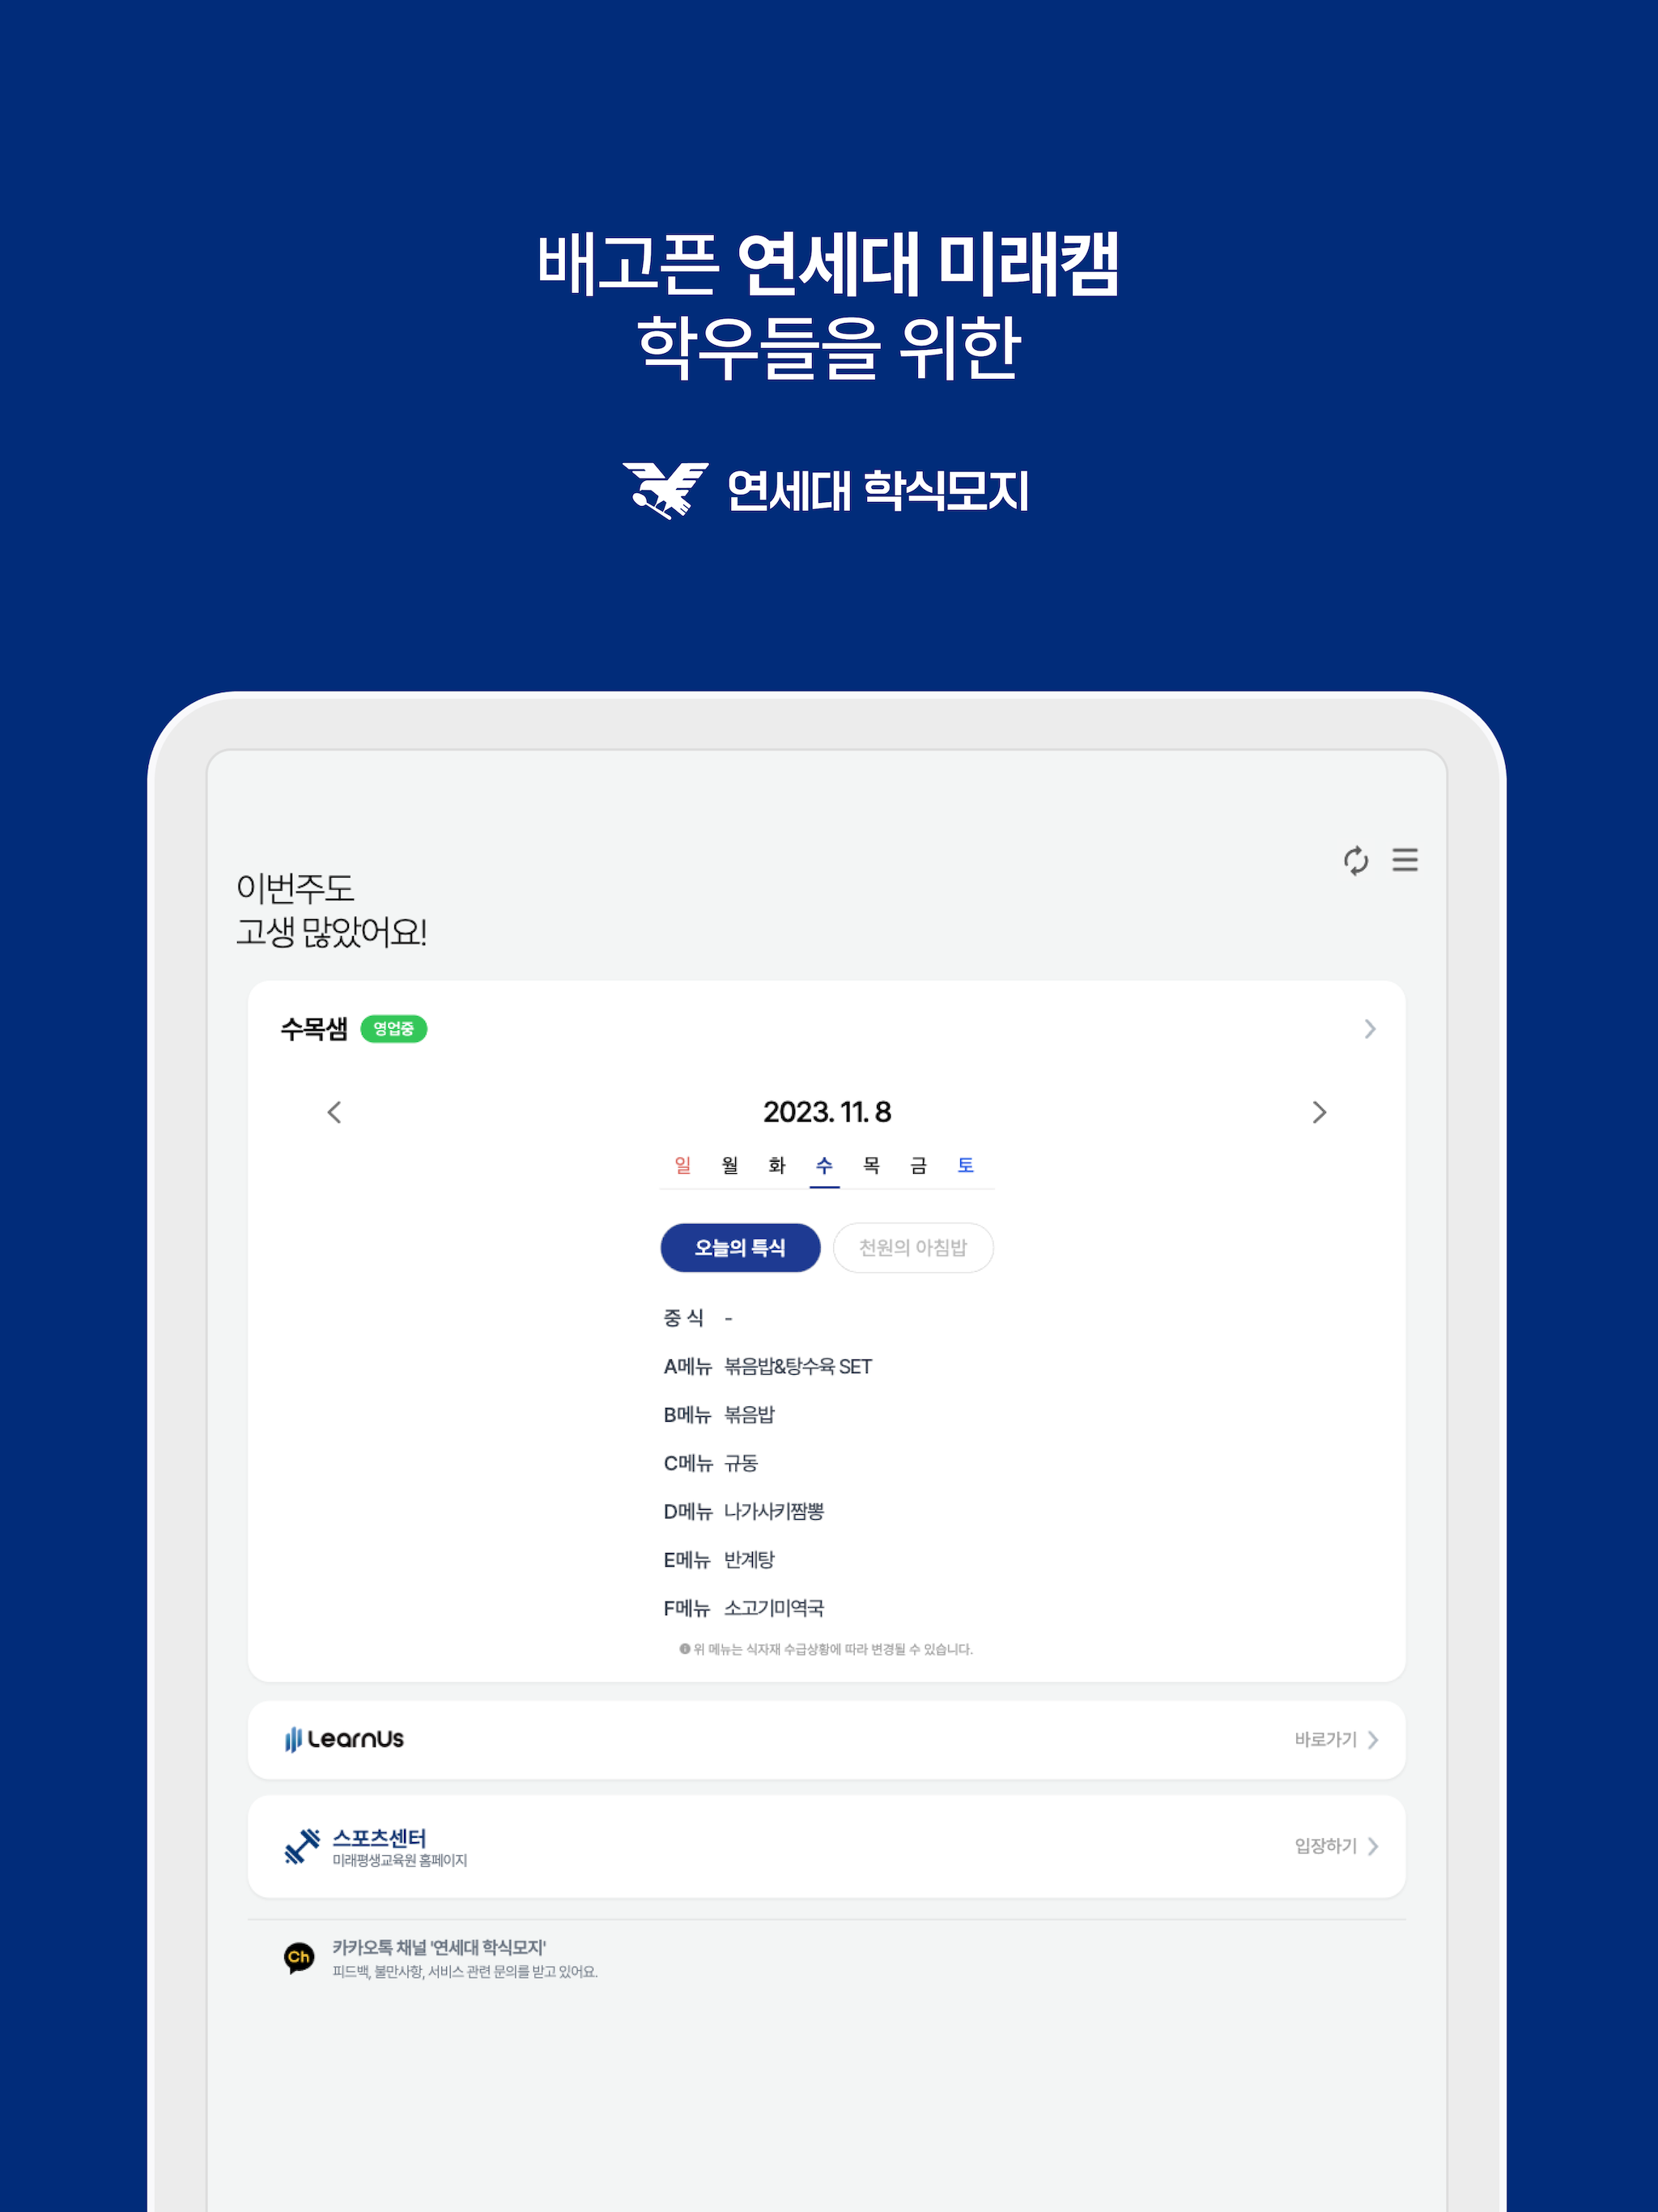 배고픈 연세대 미래캠
학우들을 위한
연세대 학식모지
이번주도
고생 많았어요!
수목샘 영업중
2023. 11. 8
일 월 화 수 목 금 토
오늘의 특식 천원의 아침밥
중 식 -
A메뉴 볶음밥&탕수육 SET
B메뉴 볶음밥
C메뉴 규동
D메뉴 나가사키짬뽕
E메뉴 반계탕
F메뉴 소고기미역국
위 메뉴는 식자재 수급상황에 따라 변경될 수 있습니다.
LearnUs 바로가기
스포츠센터
미래평생교육원 홈페이지
입장하기
Ch
카카오톡 채널 '연세대 학식모지'
피드백, 불만사항, 서비스 관련 문의를 받고 있어요.